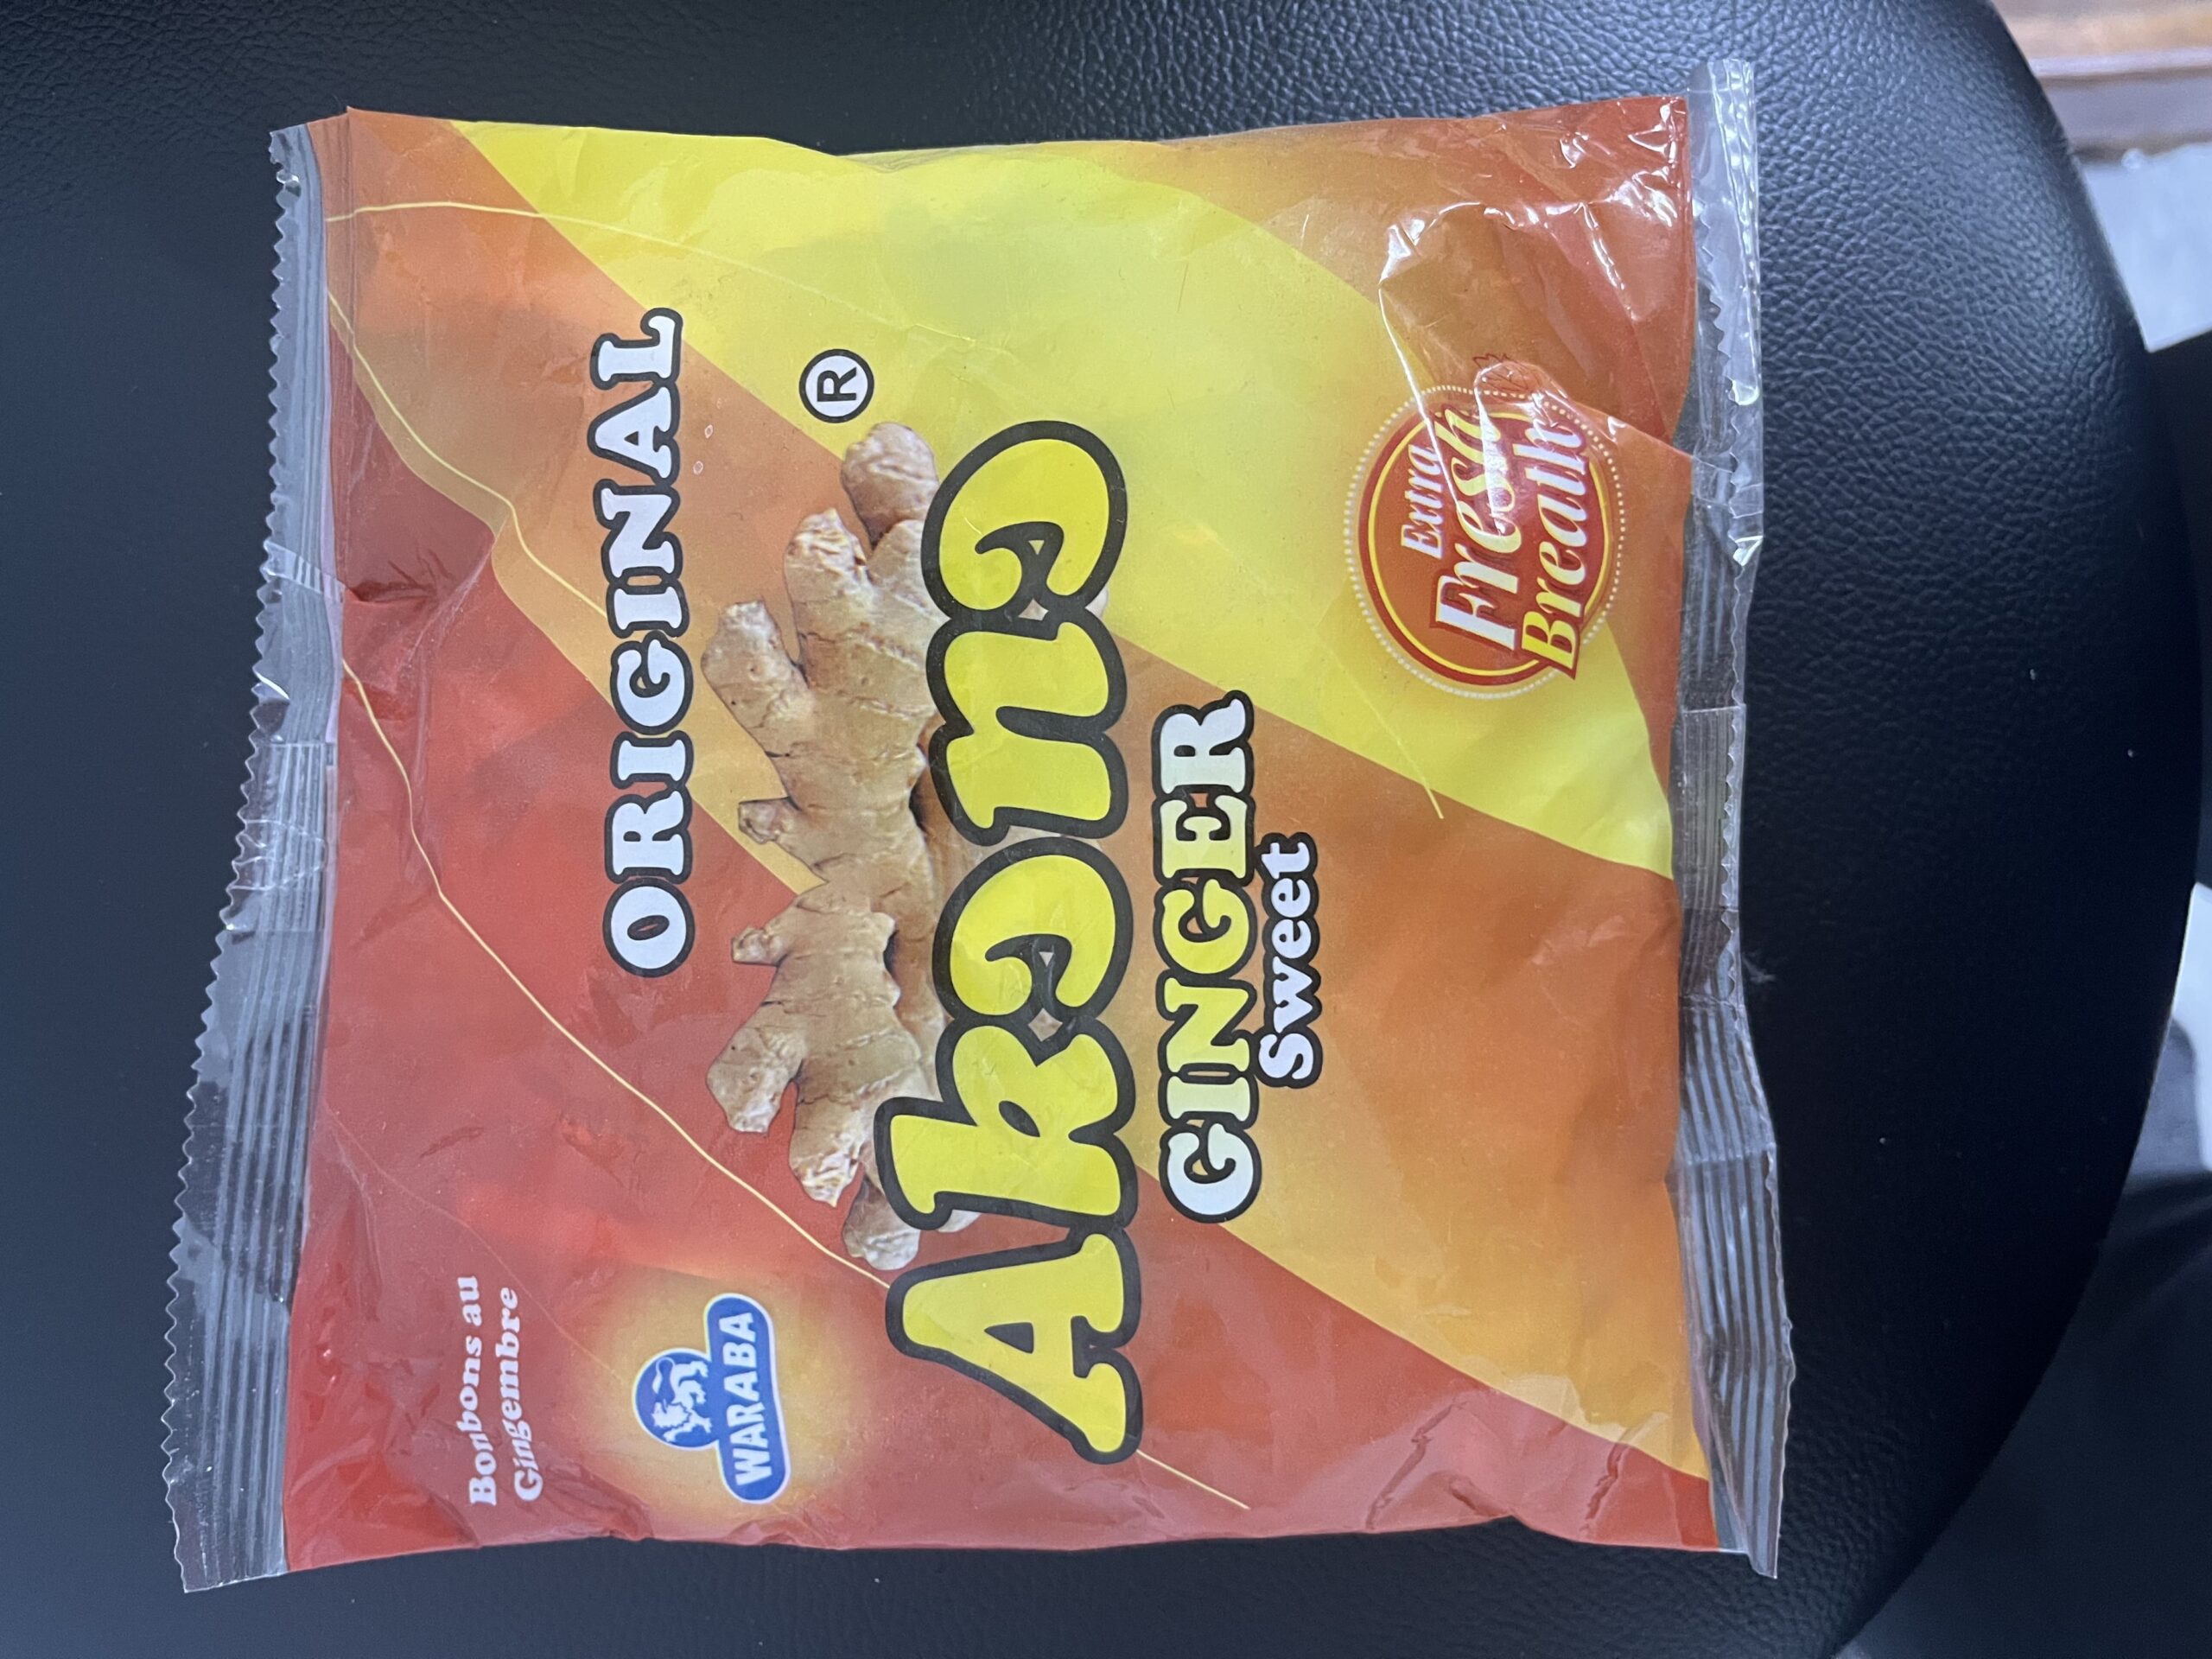 Bonbons au
Gingembre
WARABA
ORIGINAL
®
Akɔnɔ
GINGER
Sweet
Extra
Fresh
Breath